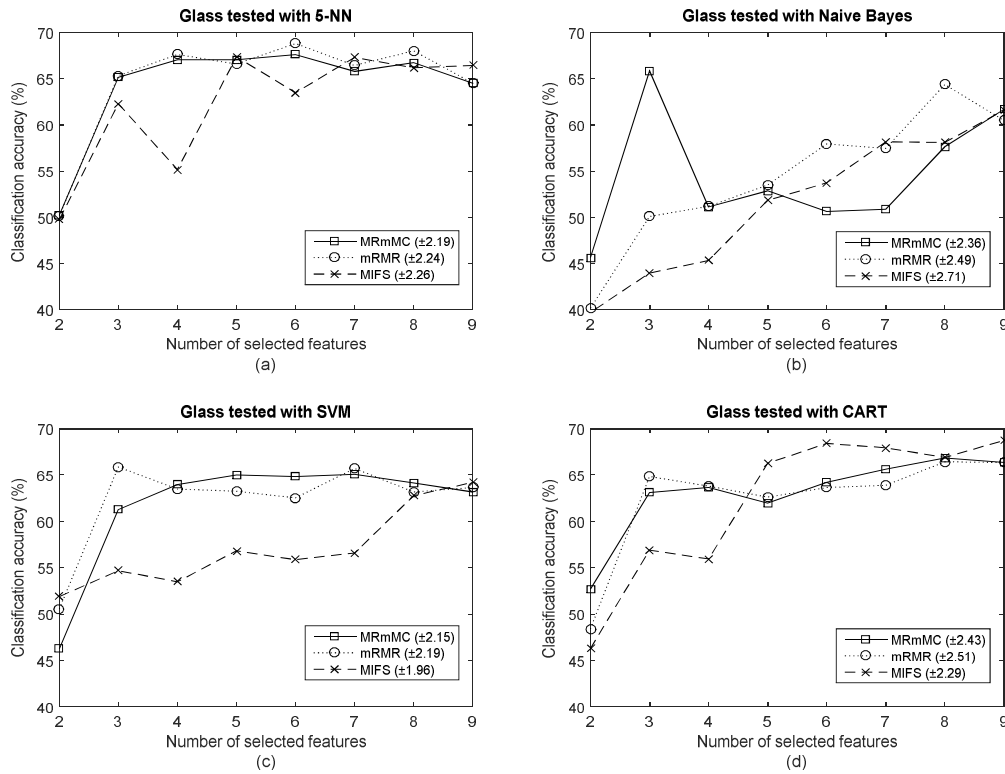 Glass tested with 5-NN
Classification accuracy (%)
70
65
60
55
50
45
40
2 3 4 5 6 7 8 9
MRmMC (±2.19)
mRMR (±2.24)
MIFS (±2.26)
Number of selected features
(a)
Glass tested with Naive Bayes
Classification accuracy (%)
70
65
60
55
50
45
40
2 3 4 5 6 7 8 9
MRmMC (±2.36)
mRMR (±2.49)
MIFS (±2.71)
Number of selected features
(b)
Glass tested with SVM
Classification accuracy (%)
70
65
60
55
50
45
40
2 3 4 5 6 7 8 9
MRmMC (±2.15)
mRMR (±2.19)
MIFS (±1.96)
Number of selected features
(c)
Glass tested with CART
Classification accuracy (%)
70
65
60
55
50
45
40
2 3 4 5 6 7 8 9
MRmMC (±2.43)
mRMR (±2.51)
MIFS (±2.29)
Number of selected features
(d)